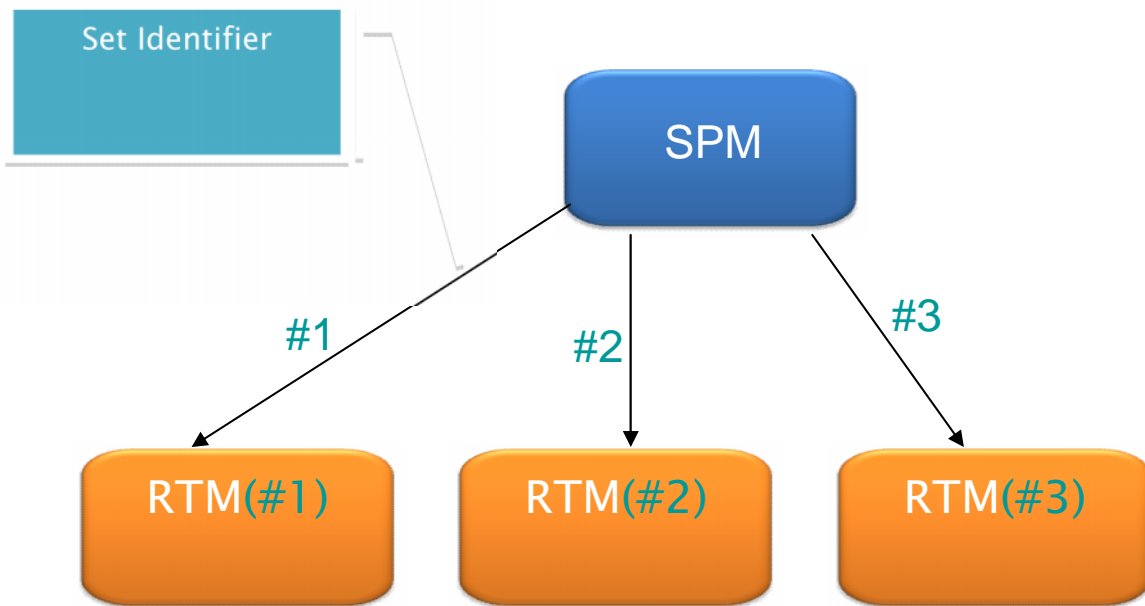 Set Identifier
SPM
#1
#2
#3
RTM(#1)
RTM(#2)
RTM(#3)